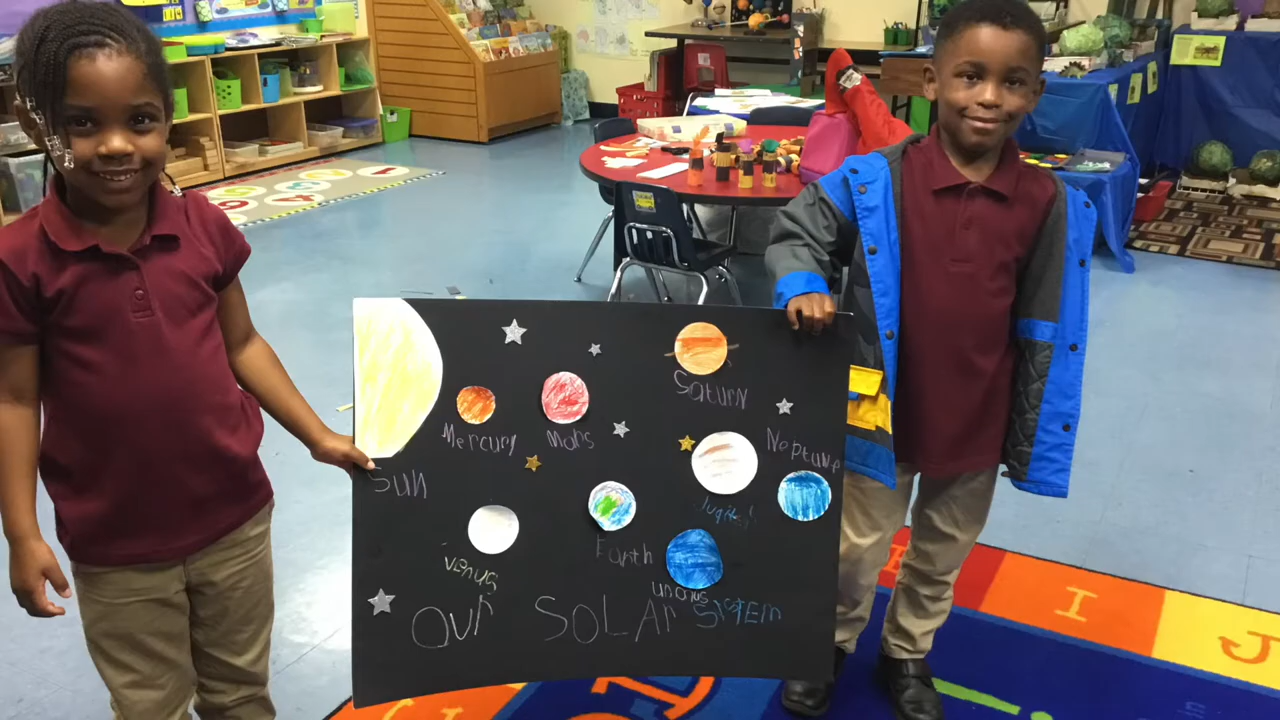 Saturn
Mercury
Mars
Neptune
Sun
Jupiter
Earth
Venus
Uranus
OUr SOLAr SYSTEM
I
J